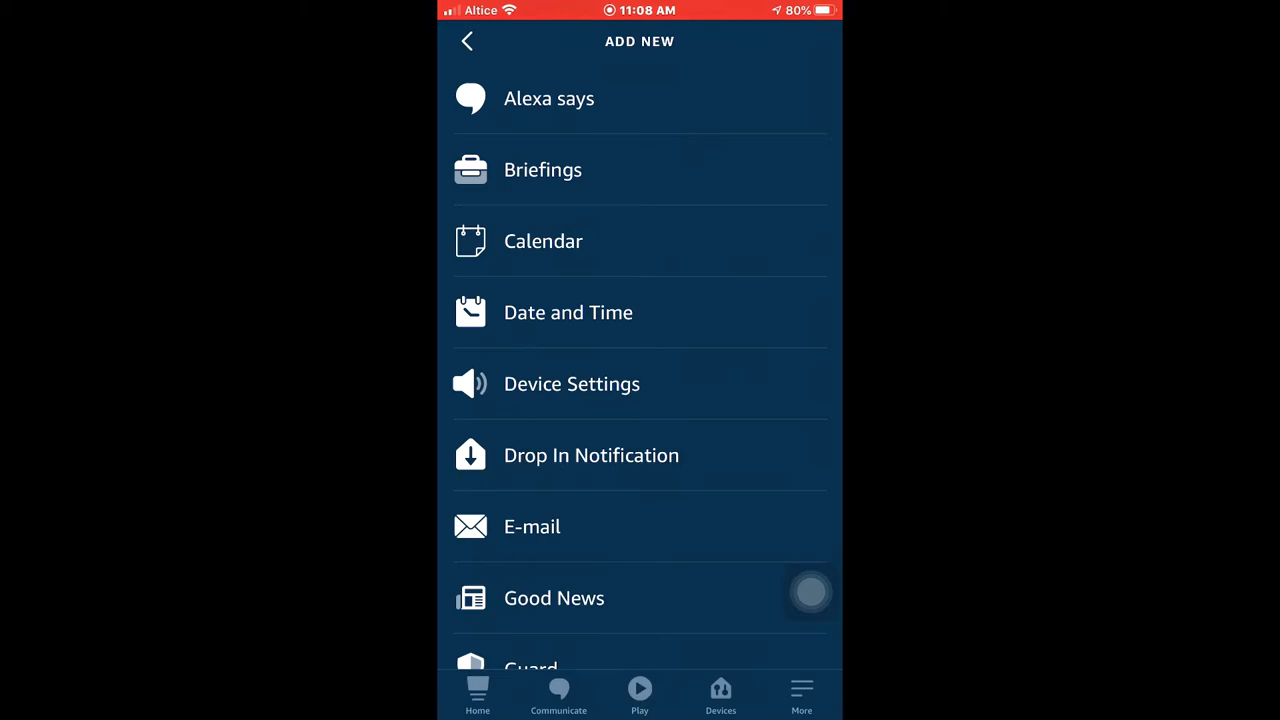 Altice 11:08 AM 80%
ADD NEW
Alexa says
Briefings
Calendar
Date and Time
Device Settings
Drop In Notification
E-mail
Good News
Guard
Home Communicate Play Devices More